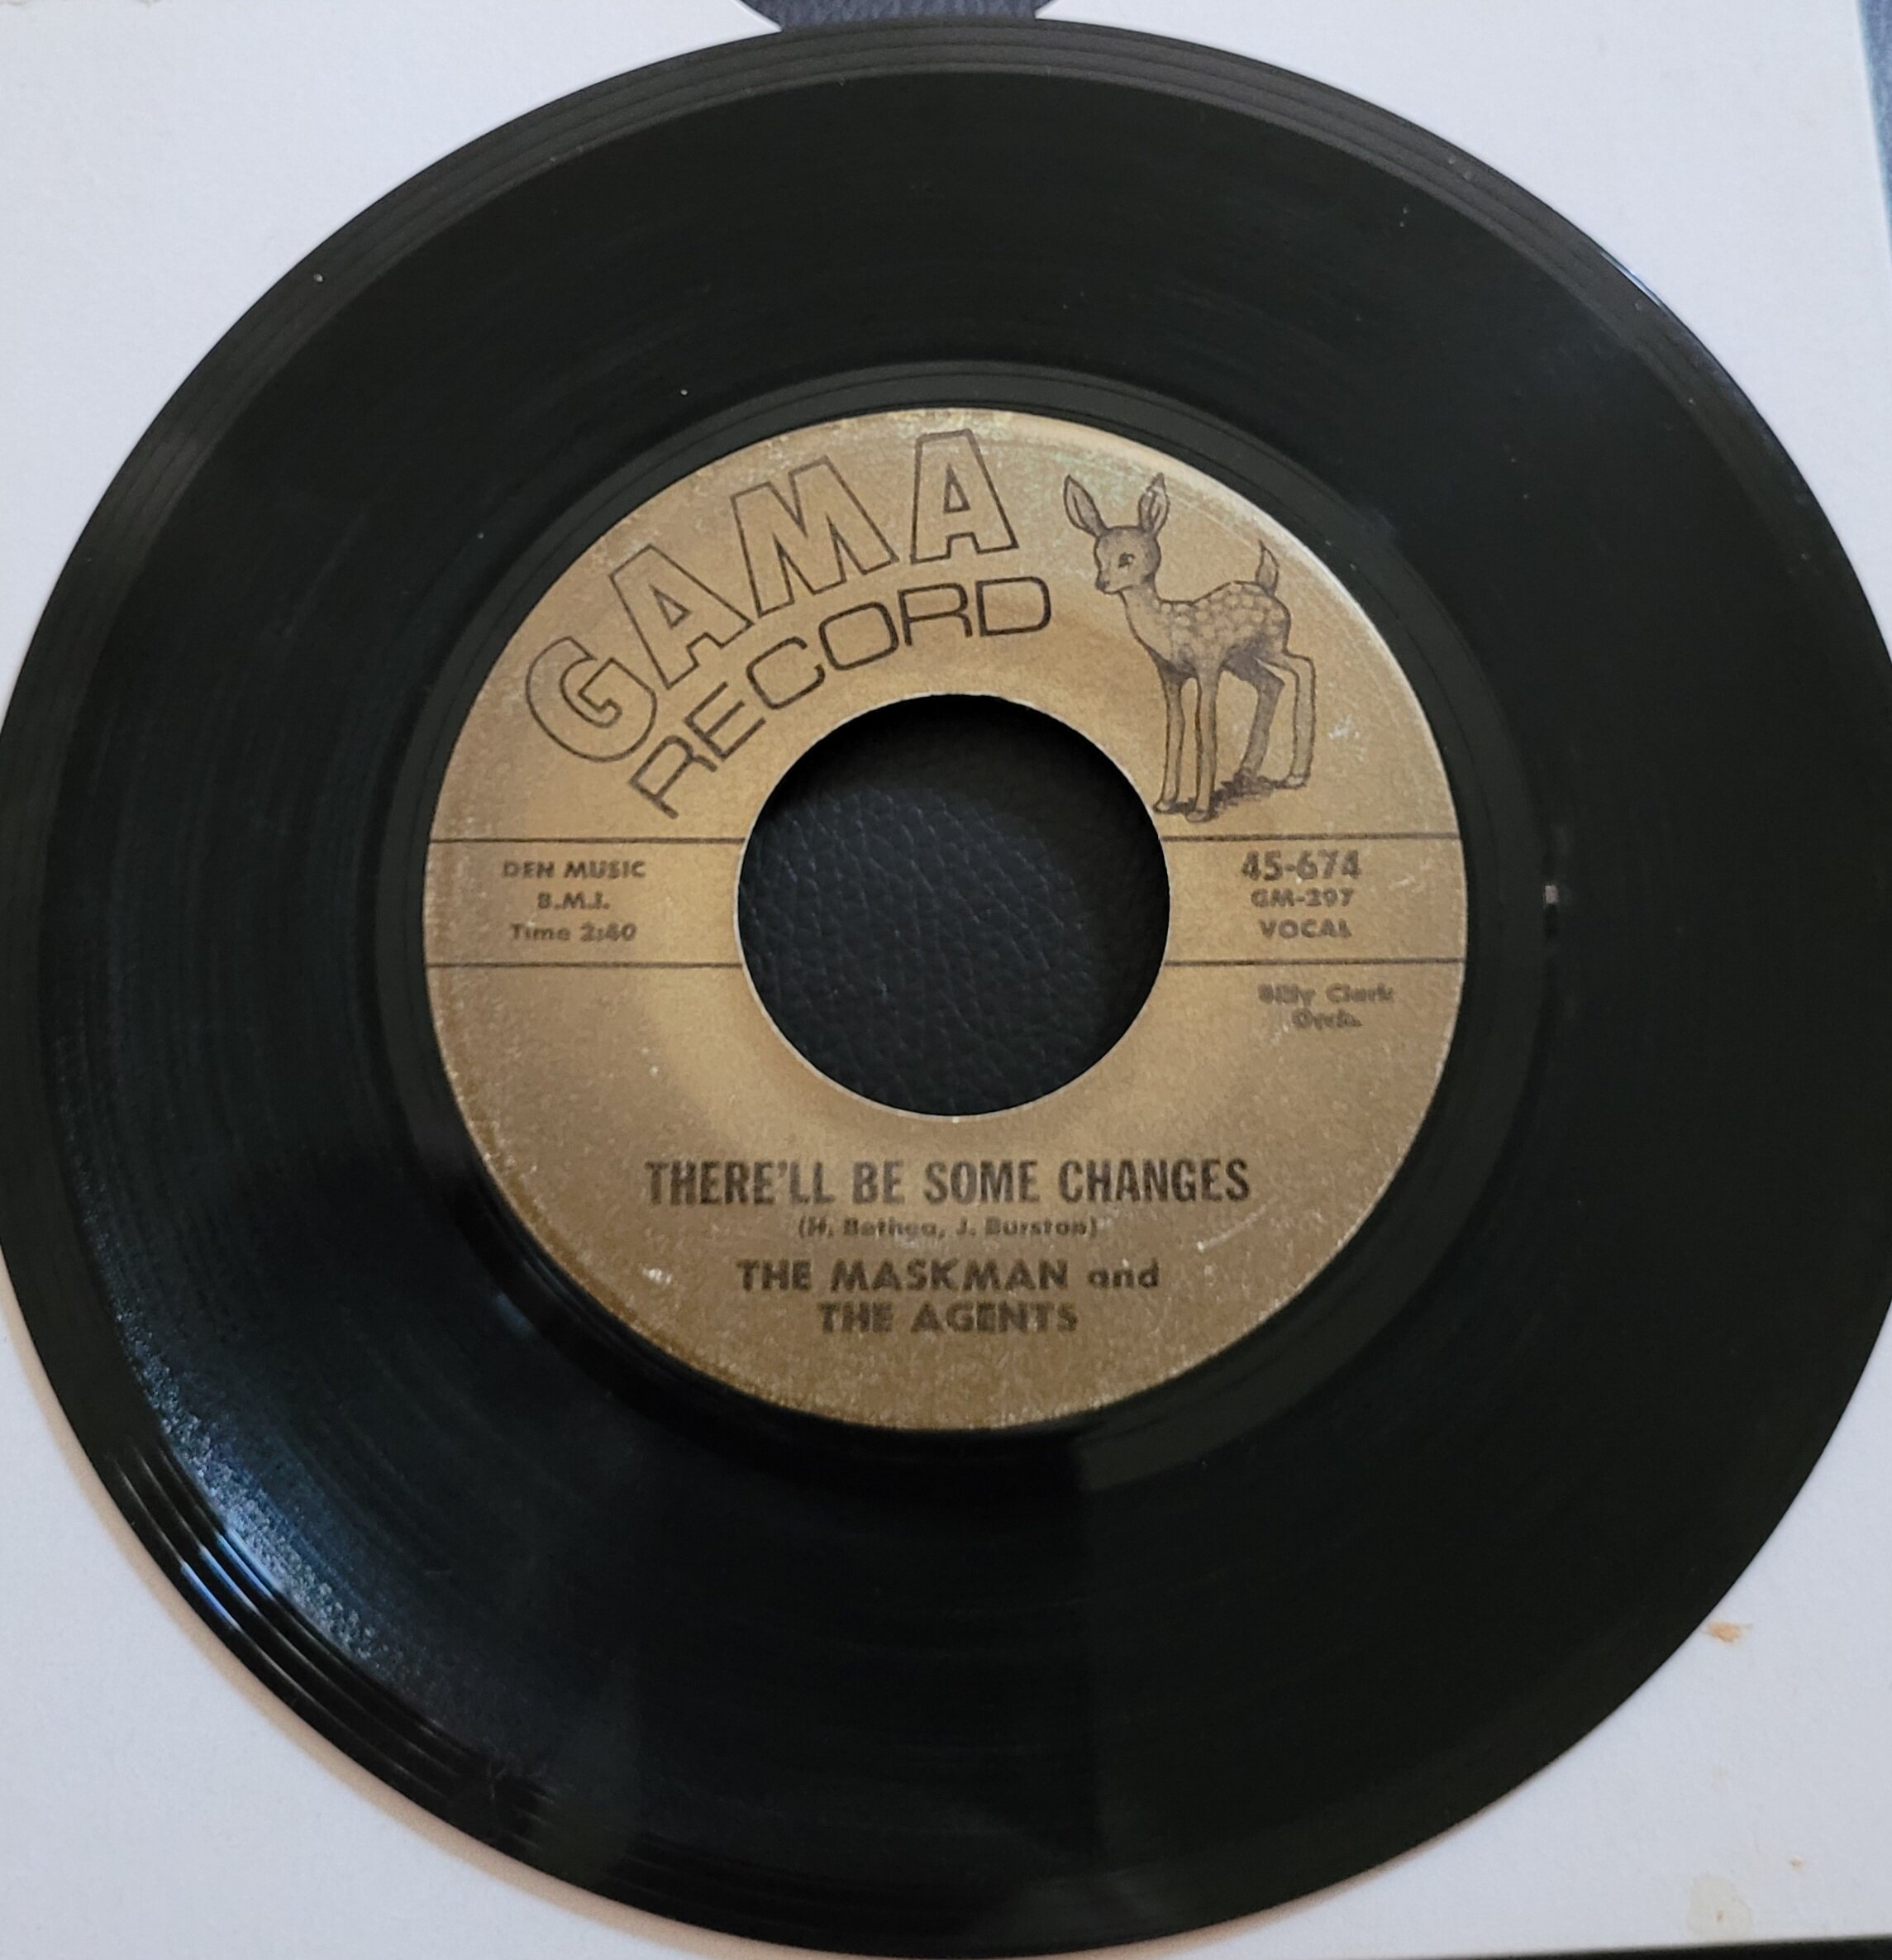 GAMA
RECORD
DEN MUSIC
B.M.I.
Time 2:40
45-674
GM-297
VOCAL
Billy Clark
Orch.
THERE'LL BE SOME CHANGES
(H. Bethea, J. Burston)
THE MASKMAN and
THE AGENTS